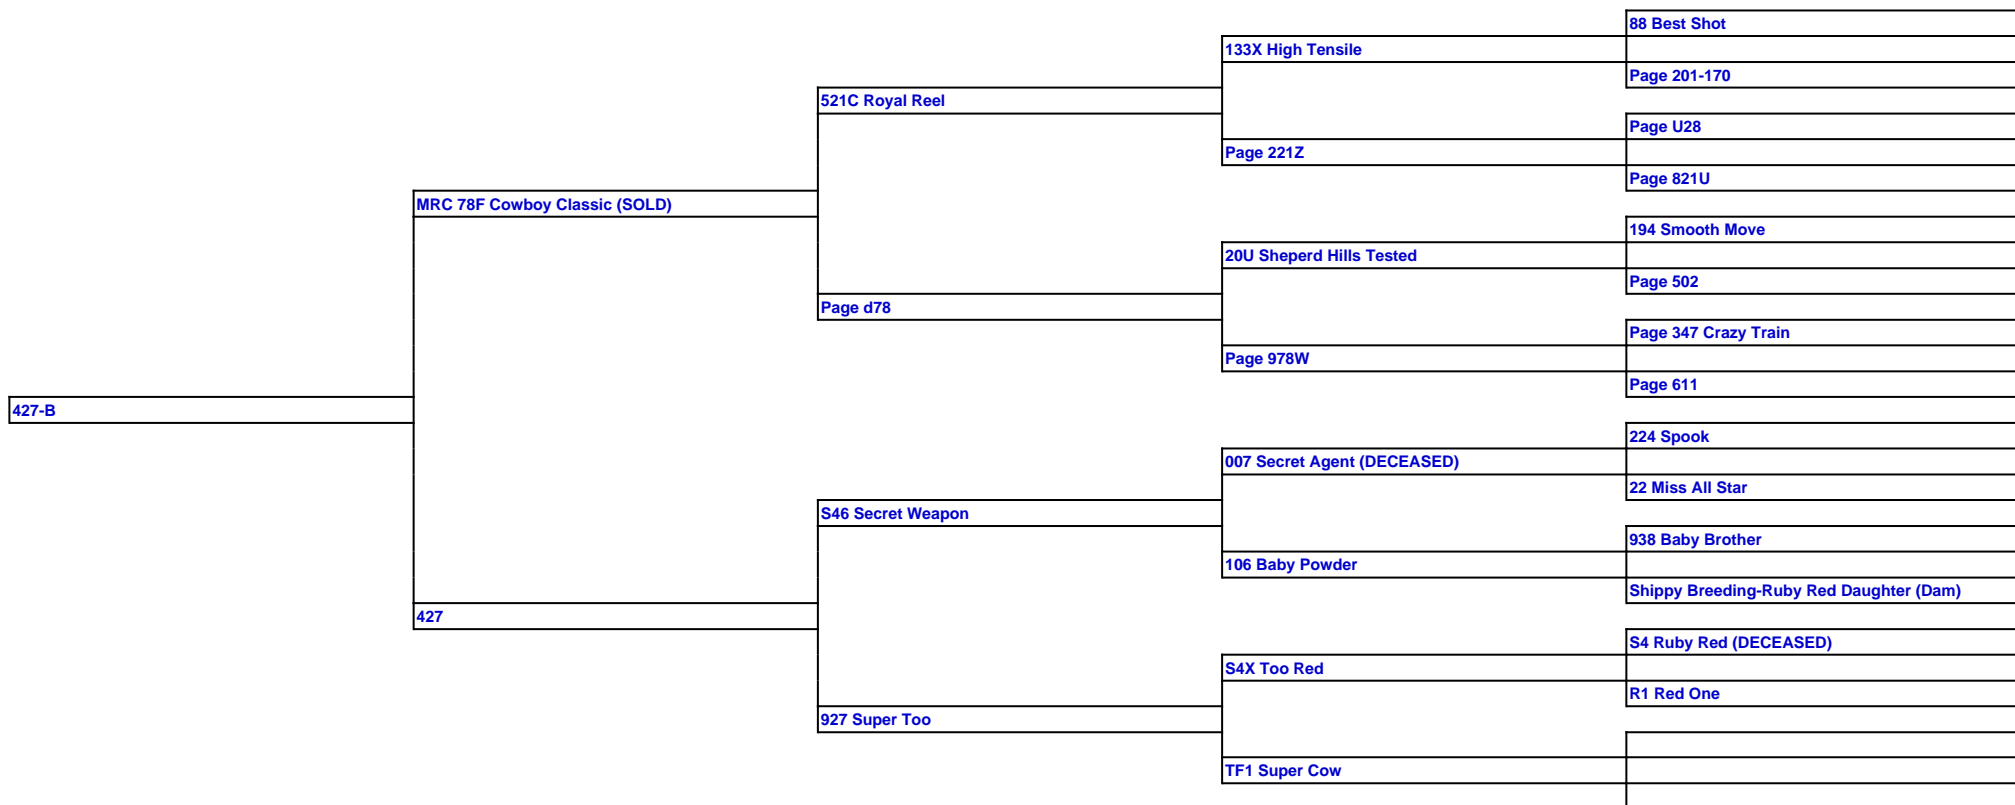 88 Best Shot
133X High Tensile
Page 201-170
521C Royal Reel
Page U28
Page 221Z
Page 821U
MRC 78F Cowboy Classic (SOLD)
194 Smooth Move
20U Sheperd Hills Tested
Page 502
Page d78
Page 347 Crazy Train
Page 978W
Page 611
427-B
224 Spook
007 Secret Agent (DECEASED)
22 Miss All Star
S46 Secret Weapon
938 Baby Brother
106 Baby Powder
Shippy Breeding-Ruby Red Daughter (Dam)
427
S4 Ruby Red (DECEASED)
S4X Too Red
R1 Red One
927 Super Too
TF1 Super Cow